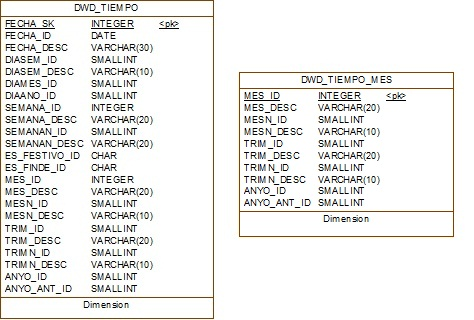 DWD_TIEMPO
FECHA_SK INTEGER <pk>
FECHA_ID DATE
FECHA_DESC VARCHAR(30)
DIASEM_ID SMALLINT
DIASEM_DESC VARCHAR(10)
DIAMES_ID SMALLINT
DIAANO_ID SMALLINT
SEMANA_ID INTEGER
SEMANA_DESC VARCHAR(20)
SEMANAN_ID SMALLINT
SEMANAN_DESC VARCHAR(20)
ES_FESTIVO_ID CHAR
ES_FINDE_ID CHAR
MES_ID INTEGER
MES_DESC VARCHAR(20)
MESN_ID SMALLINT
MESN_DESC VARCHAR(10)
TRIM_ID SMALLINT
TRIM_DESC VARCHAR(20)
TRIMN_ID SMALLINT
TRIMN_DESC VARCHAR(10)
ANYO_ID SMALLINT
ANYO_ANT_ID SMALLINT
Dimension
DWD_TIEMPO_MES
MES_ID INTEGER <pk>
MES_DESC VARCHAR(20)
MESN_ID SMALLINT
MESN_DESC VARCHAR(10)
TRIM_ID SMALLINT
TRIM_DESC VARCHAR(20)
TRIMN_ID SMALLINT
TRIMN_DESC VARCHAR(10)
ANYO_ID SMALLINT
ANYO_ANT_ID SMALLINT
Dimension